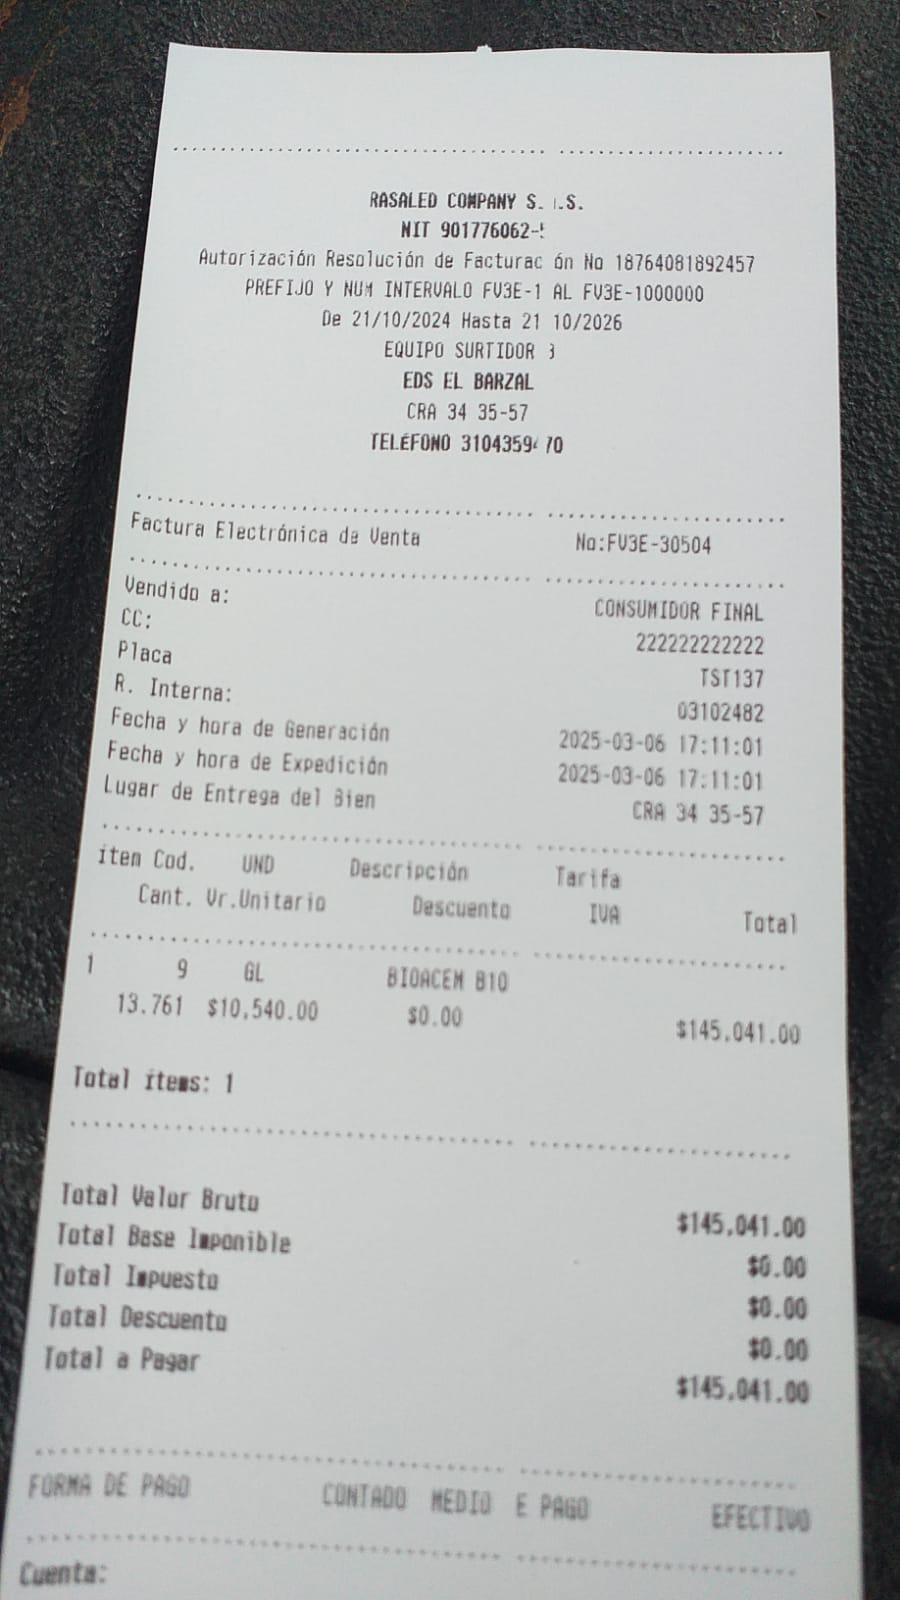 RASALED COMPANY S. .S.
NIT 901776062-
Autorización Resolución de Facturac ón No 18764081892457
PREFIJO Y NUM INTERVALO FV3E-1 AL FV3E-1000000
De 21/10/2024 Hasta 21 10/2026
EQUIPO SURTIDOR 3
EDS EL BARZAL
CRA 34 35-57
TELÉFONO 3104359 70
Factura Electrónica de Venta No:FV3E-30504
Vendido a: CONSUMIDOR FINAL
CC: 222222222222
Placa TST137
R. Interna: 03102482
Fecha y hora de Generación 2025-03-06 17:11:01
Fecha y hora de Expedición 2025-03-06 17:11:01
Lugar de Entrega del Bien CRA 34 35-57
ítem Cod. UND Descripción Tarifa
Cant. Vr.Unitario Descuento IVA Total
1 9 GL BIOACEM B10
13.761 $10,540.00 $0.00 $145,041.00
Total ítems: 1
Total Valor Bruto $145,041.00
Total Base Imponible $0.00
Total Impuesto $0.00
Total Descuento $0.00
Total a Pagar $145,041.00
FORMA DE PAGO CONTADO MEDIO E PAGO EFECTIVO
Cuenta: